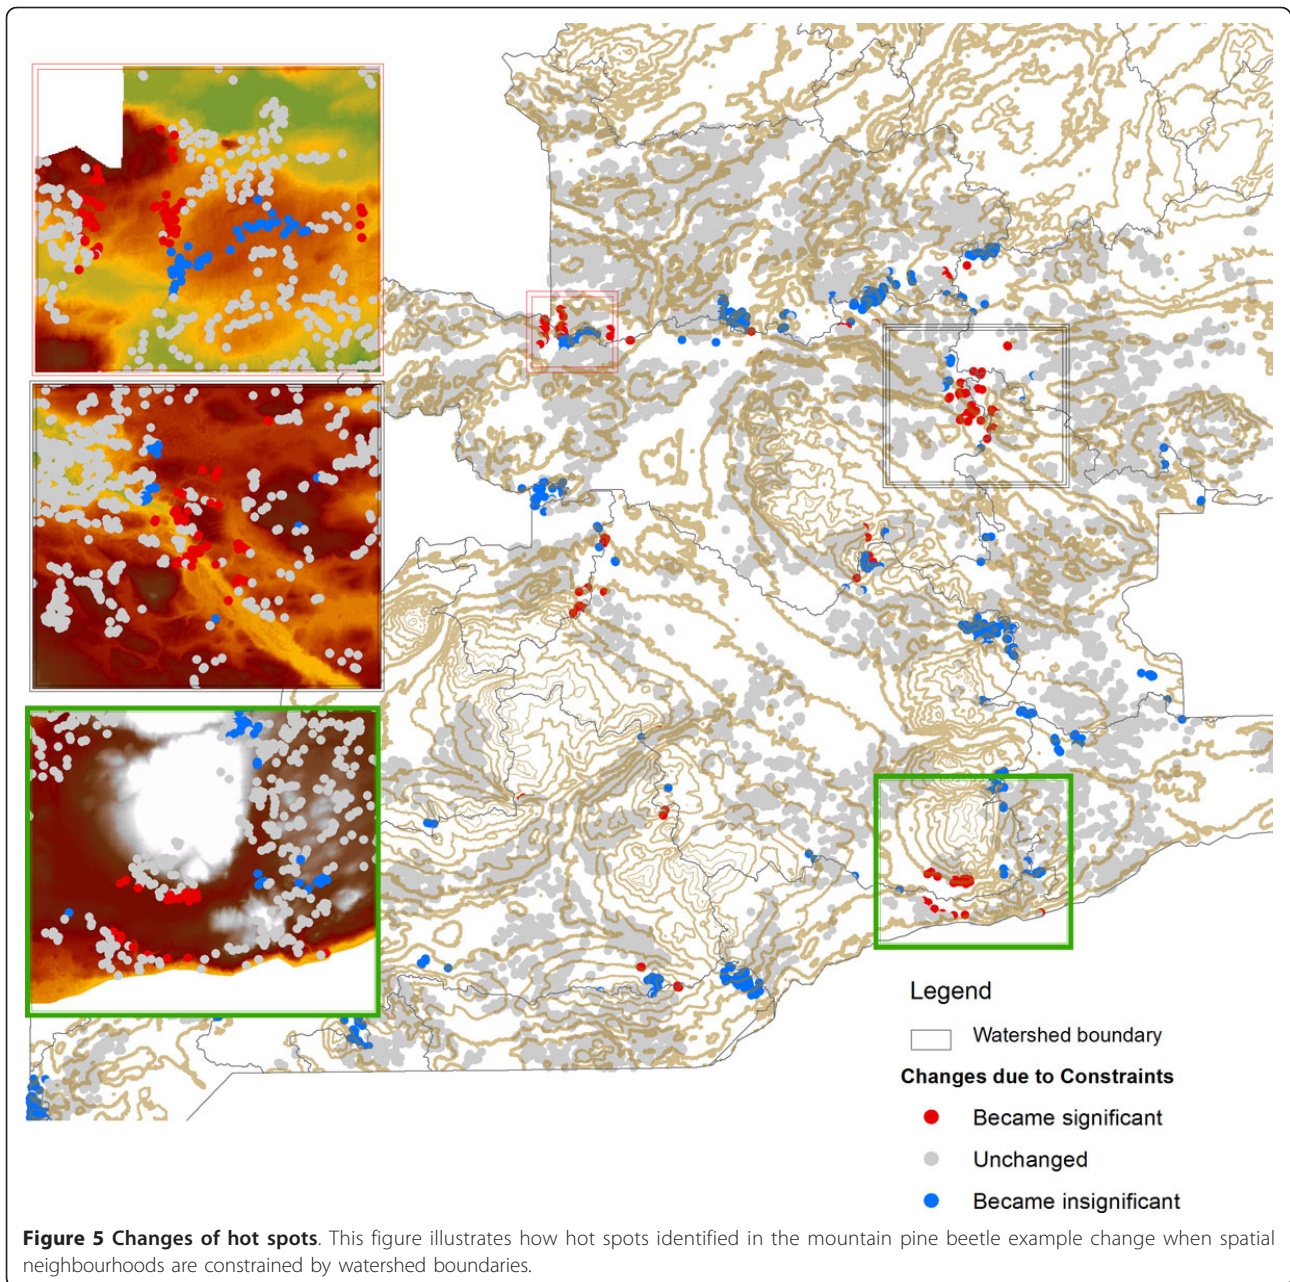 Legend
Watershed boundary
Changes due to Constraints
Became significant
Unchanged
Became insignificant
Figure 5 Changes of hot spots. This figure illustrates how hot spots identified in the mountain pine beetle example change when spatial
neighbourhoods are constrained by watershed boundaries.